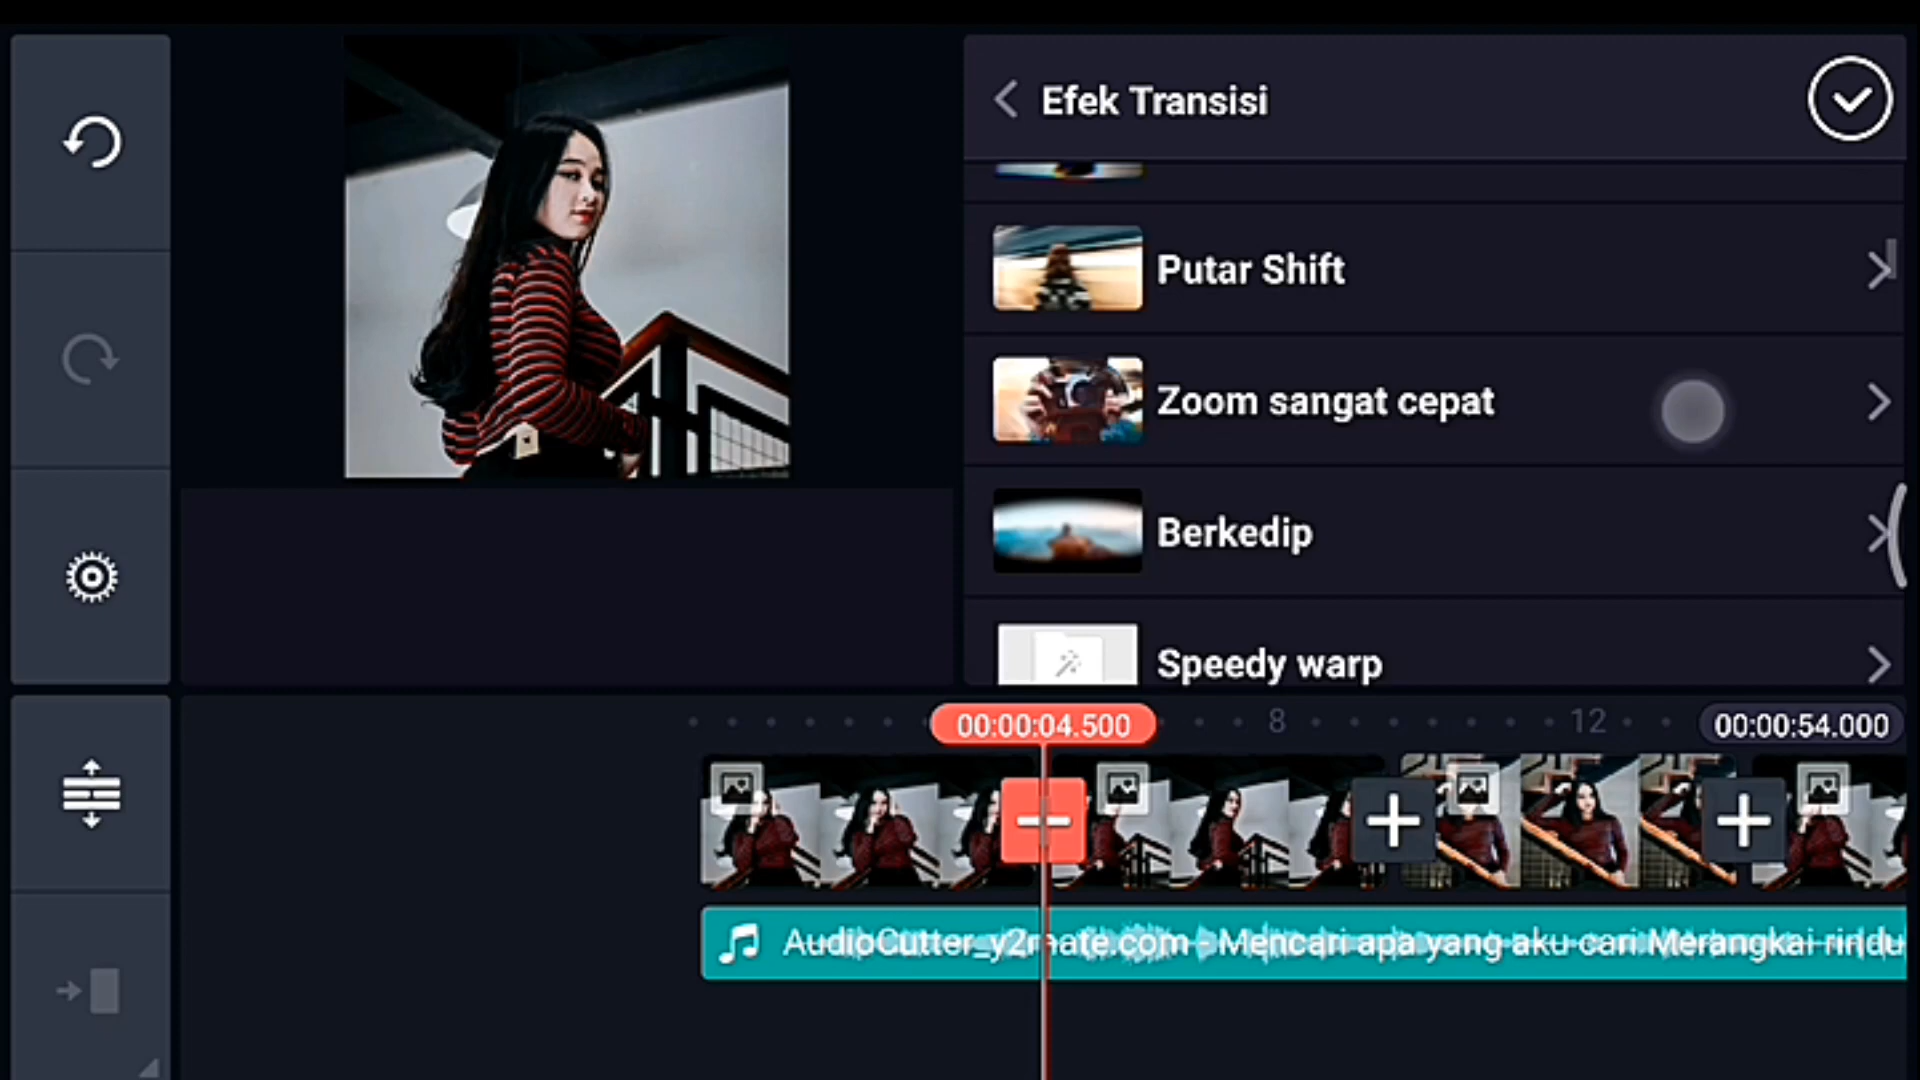 Efek Transisi
Putar Shift
Zoom sangat cepat
Berkedip
Speedy warp
00:00:04.500
8
12
00:00:54.000
AudioCutter_y2mate.com - Mencari apa yang aku cari Merangkai rindu